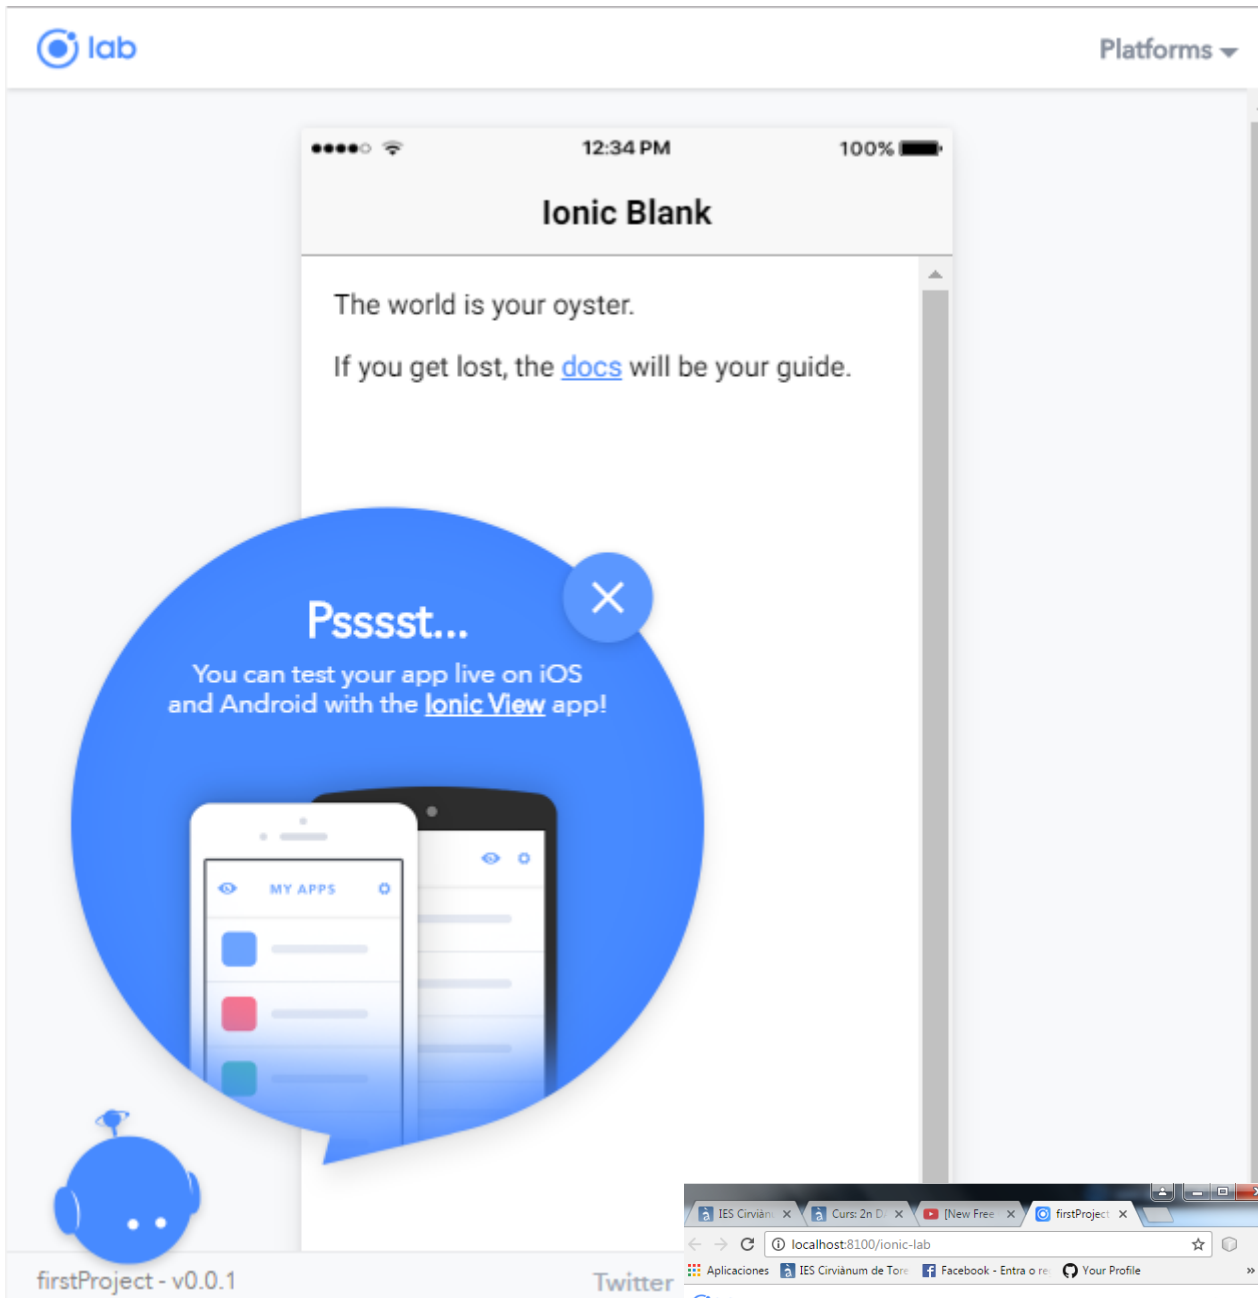 lab
Platforms
12:34 PM
100%
Ionic Blank
The world is your oyster.
If you get lost, the docs will be your guide.
Psssst...
You can test your app live on iOS
and Android with the Ionic View app!
MY APPS
firstProject - v0.0.1
Twitter
IES Cirviànu
Curs: 2n D
[New Free
firstProject
localhost:8100/ionic-lab
Aplicaciones
IES Cirviànum de Tore
Facebook - Entra o re
Your Profile